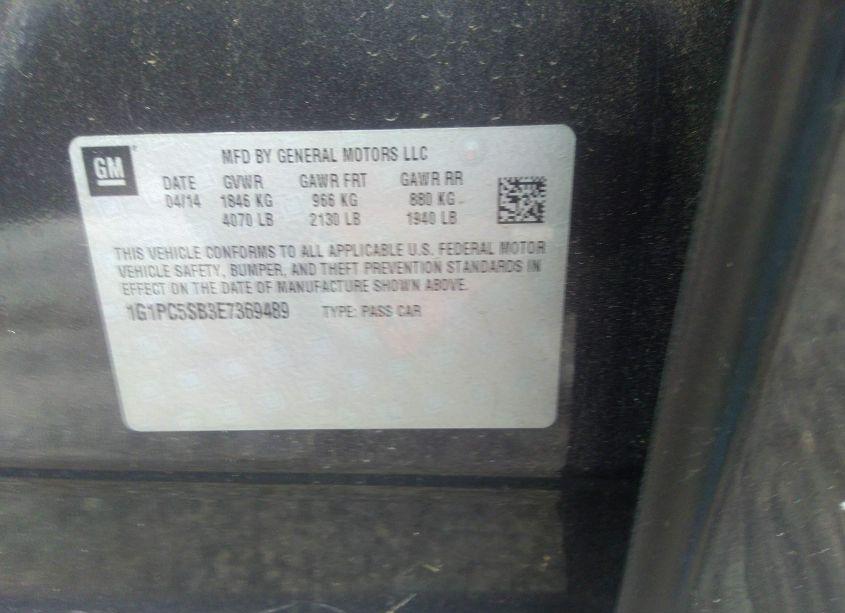 GM
MFD BY GENERAL MOTORS LLC
DATE GVWR GAWR FRT GAWR RR
04/14 1846 KG 966 KG 880 KG
4070 LB 2130 LB 1940 LB
THIS VEHICLE CONFORMS TO ALL APPLICABLE U.S. FEDERAL MOTOR
VEHICLE SAFETY, BUMPER, AND THEFT PREVENTION STANDARDS IN
EFFECT ON THE DATE OF MANUFACTURE SHOWN ABOVE.
1G1PC5SB3E7369489 TYPE: PASS CAR